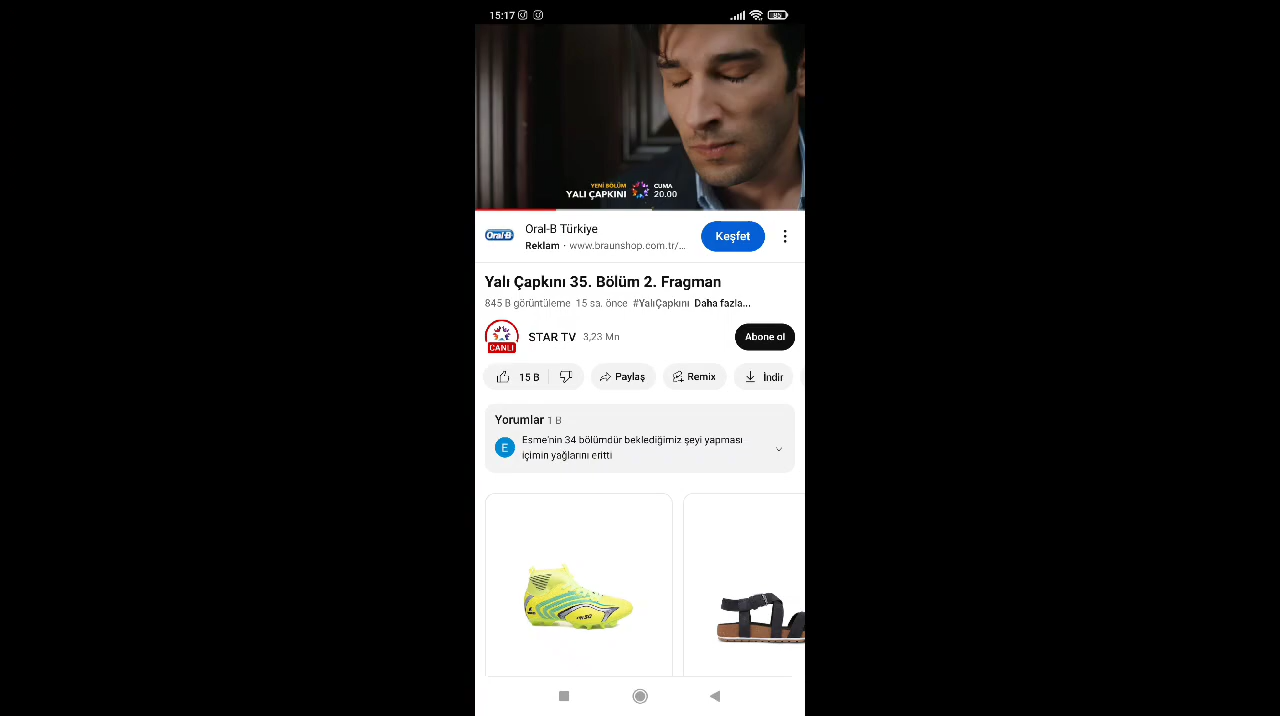 15:17
95
YENİ BÖLÜM
YALI ÇAPKINI
CUMA
20.00
Oral-B
Oral-B Türkiye
Reklam · www.braunshop.com.tr/...
Keşfet
Yalı Çapkını 35. Bölüm 2. Fragman
845 B görüntüleme 15 sa. önce #YalıÇapkını Daha fazla...
CANLI
STAR TV 3,23 Mn
Abone ol
15 B
Paylaş
Remix
İndir
Yorumlar 1 B
E
Esme'nin 34 bölümdür beklediğimiz şeyi yapması
içimin yağlarını eritti